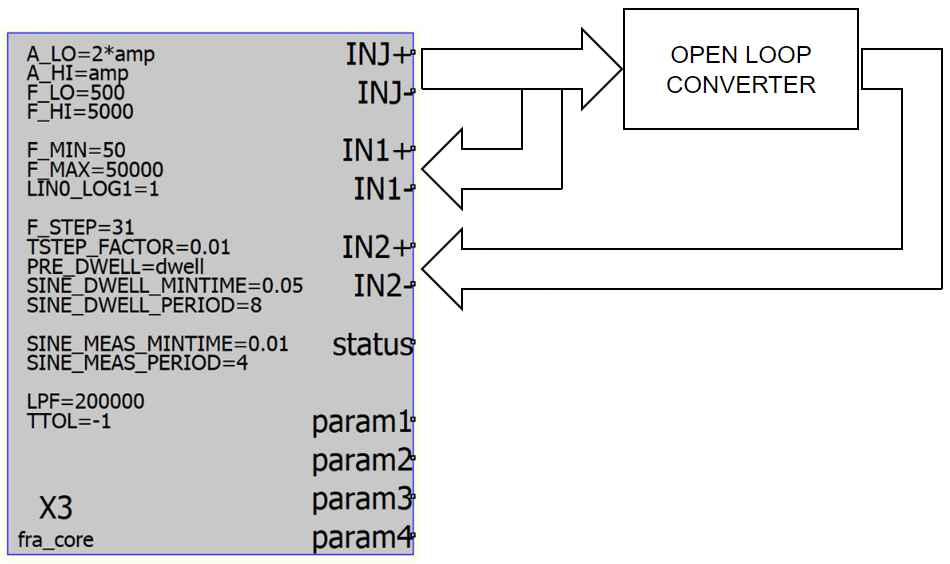 A_LO=2*amp
A_HI=amp
F_LO=500
F_HI=5000
F_MIN=50
F_MAX=50000
LIN0_LOG1=1
F_STEP=31
TSTEP_FACTOR=0.01
PRE_DWELL=dwell
SINE_DWELL_MINTIME=0.05
SINE_DWELL_PERIOD=8
SINE_MEAS_MINTIME=0.01
SINE_MEAS_PERIOD=4
LPF=200000
TTOL=-1
X3
fra_core
INJ+
INJ-
IN1+
IN1-
IN2+
IN2-
status
param1
param2
param3
param4
OPEN LOOP
CONVERTER